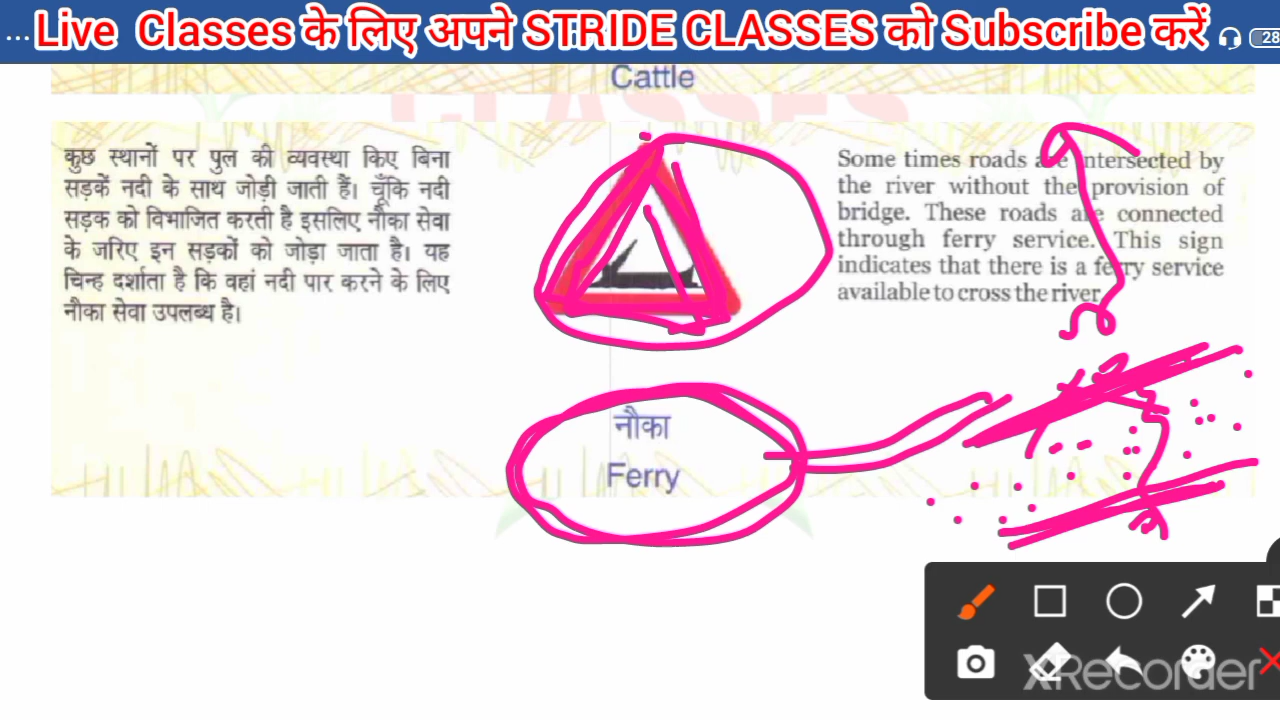 ...Live Classes के लिए अपने STRIDE CLASSES को Subscribe करें
28
Cattle
CLASSES
कुछ स्थानों पर पुल की व्यवस्था किए बिना
सड़कें नदी के साथ जोड़ी जाती हैं। चूँकि नदी
सड़क को विभाजित करती है इसलिए नौका सेवा
के जरिए इन सड़कों को जोड़ा जाता है। यह
चिन्ह दर्शाता है कि वहां नदी पार करने के लिए
नौका सेवा उपलब्ध है।
Some times roads are intersected by
the river without the provision of
bridge. These roads are connected
through ferry service. This sign
indicates that there is a ferry service
available to cross the river.
नौका
Ferry
XRecorder